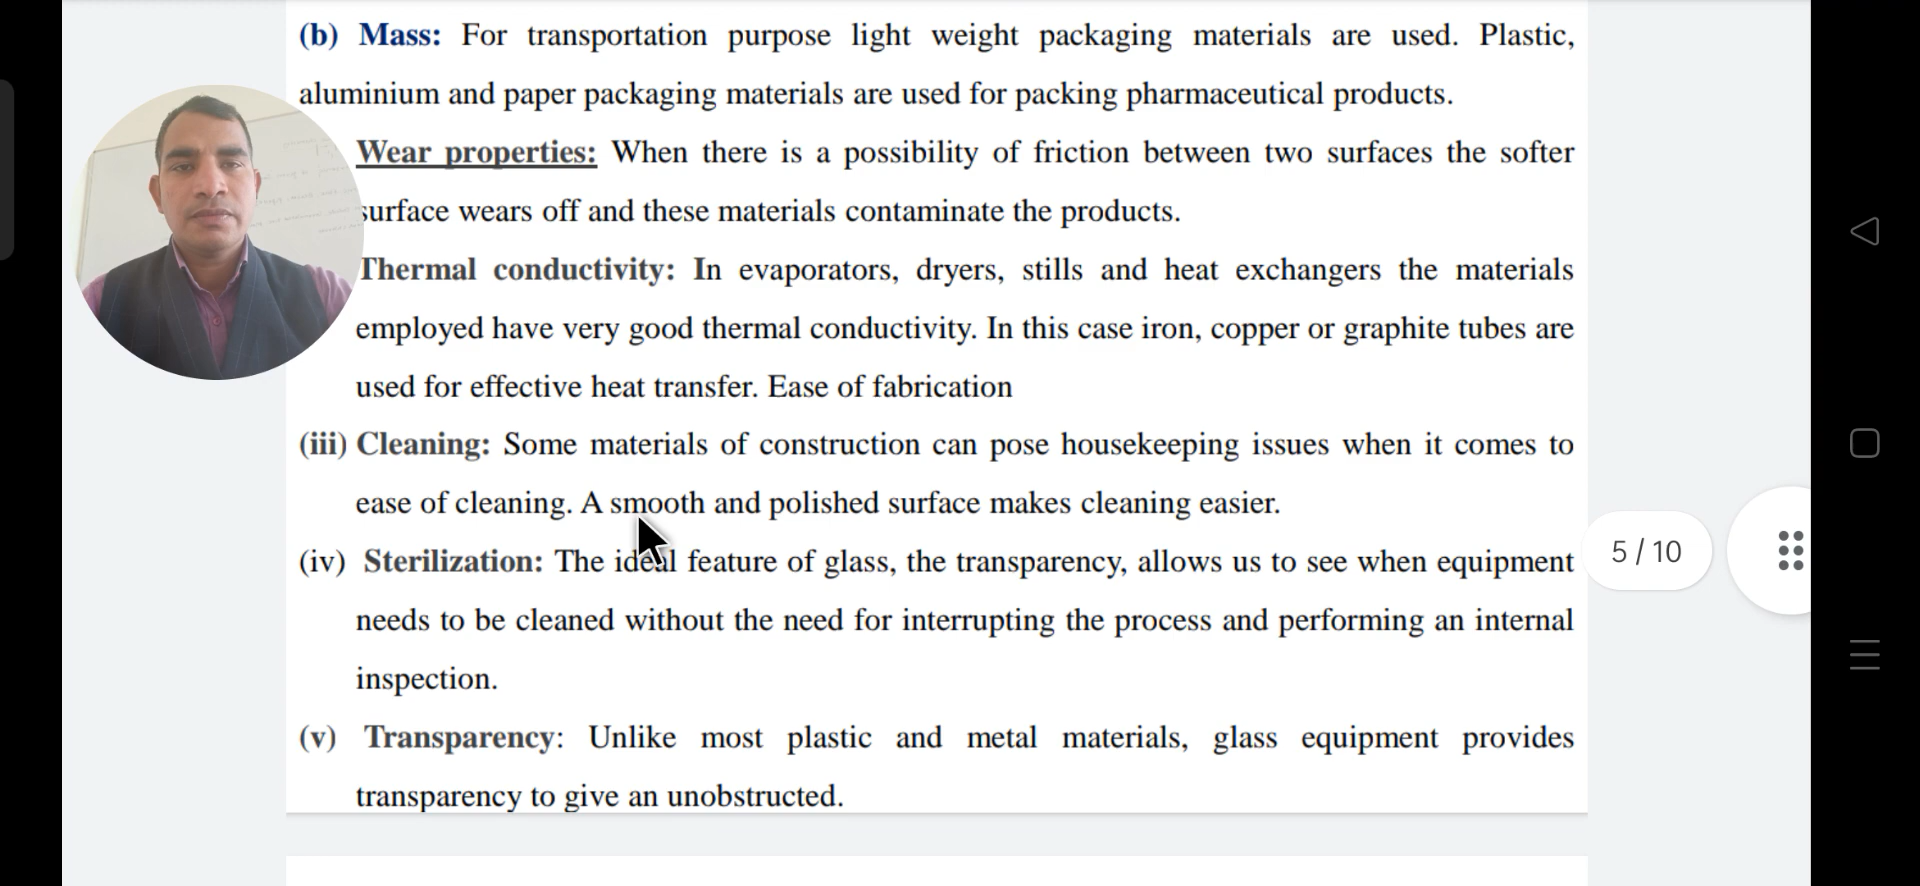 (b) Mass: For transportation purpose light weight packaging materials are used. Plastic,
aluminium and paper packaging materials are used for packing pharmaceutical products.
Wear properties: When there is a possibility of friction between two surfaces the softer
surface wears off and these materials contaminate the products.
Thermal conductivity: In evaporators, dryers, stills and heat exchangers the materials
employed have very good thermal conductivity. In this case iron, copper or graphite tubes are
used for effective heat transfer. Ease of fabrication
(iii) Cleaning: Some materials of construction can pose housekeeping issues when it comes to
ease of cleaning. A smooth and polished surface makes cleaning easier.
(iv) Sterilization: The ideal feature of glass, the transparency, allows us to see when equipment
needs to be cleaned without the need for interrupting the process and performing an internal
inspection.
(v) Transparency: Unlike most plastic and metal materials, glass equipment provides
transparency to give an unobstructed.
5 / 10